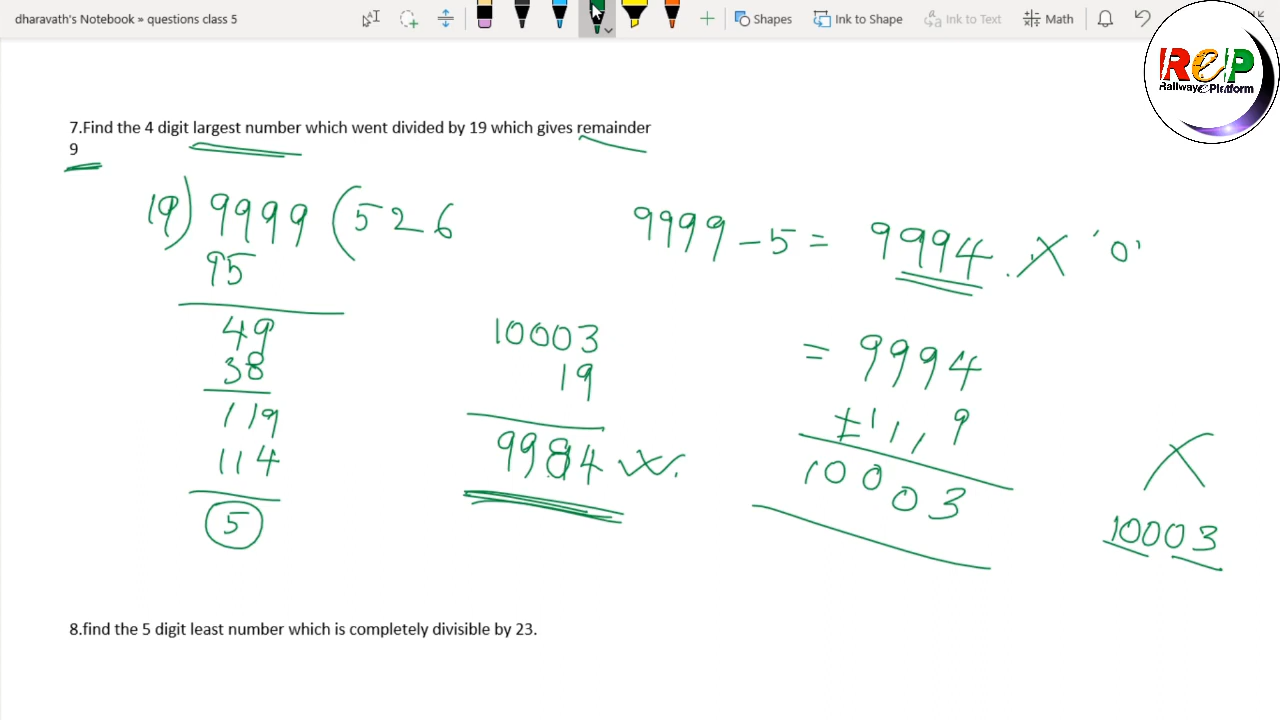 dharavath's Notebook » questions class 5
Shapes
Ink to Shape
Ink to Text
Math
REP
Railway Platform
7.Find the 4 digit largest number which went divided by 19 which gives remainder
9
19) 9999 (526
95
49
38
119
114
5
9999 - 5 = 9994. X '0'
10003
19
9984
= 9994
+ 9
10003
X
10003
8.find the 5 digit least number which is completely divisible by 23.